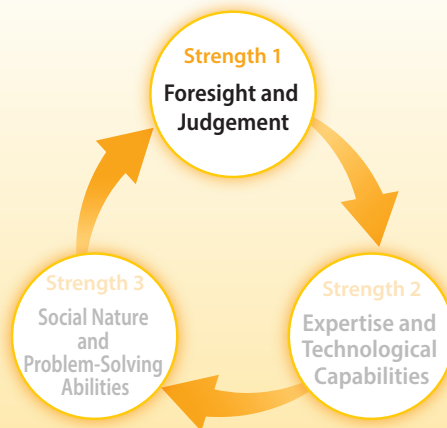 Strength 1
Foresight and
Judgement
Strength 3
Social Nature
and
Problem-Solving
Abilities
Strength 2
Expertise and
Technological
Capabilities